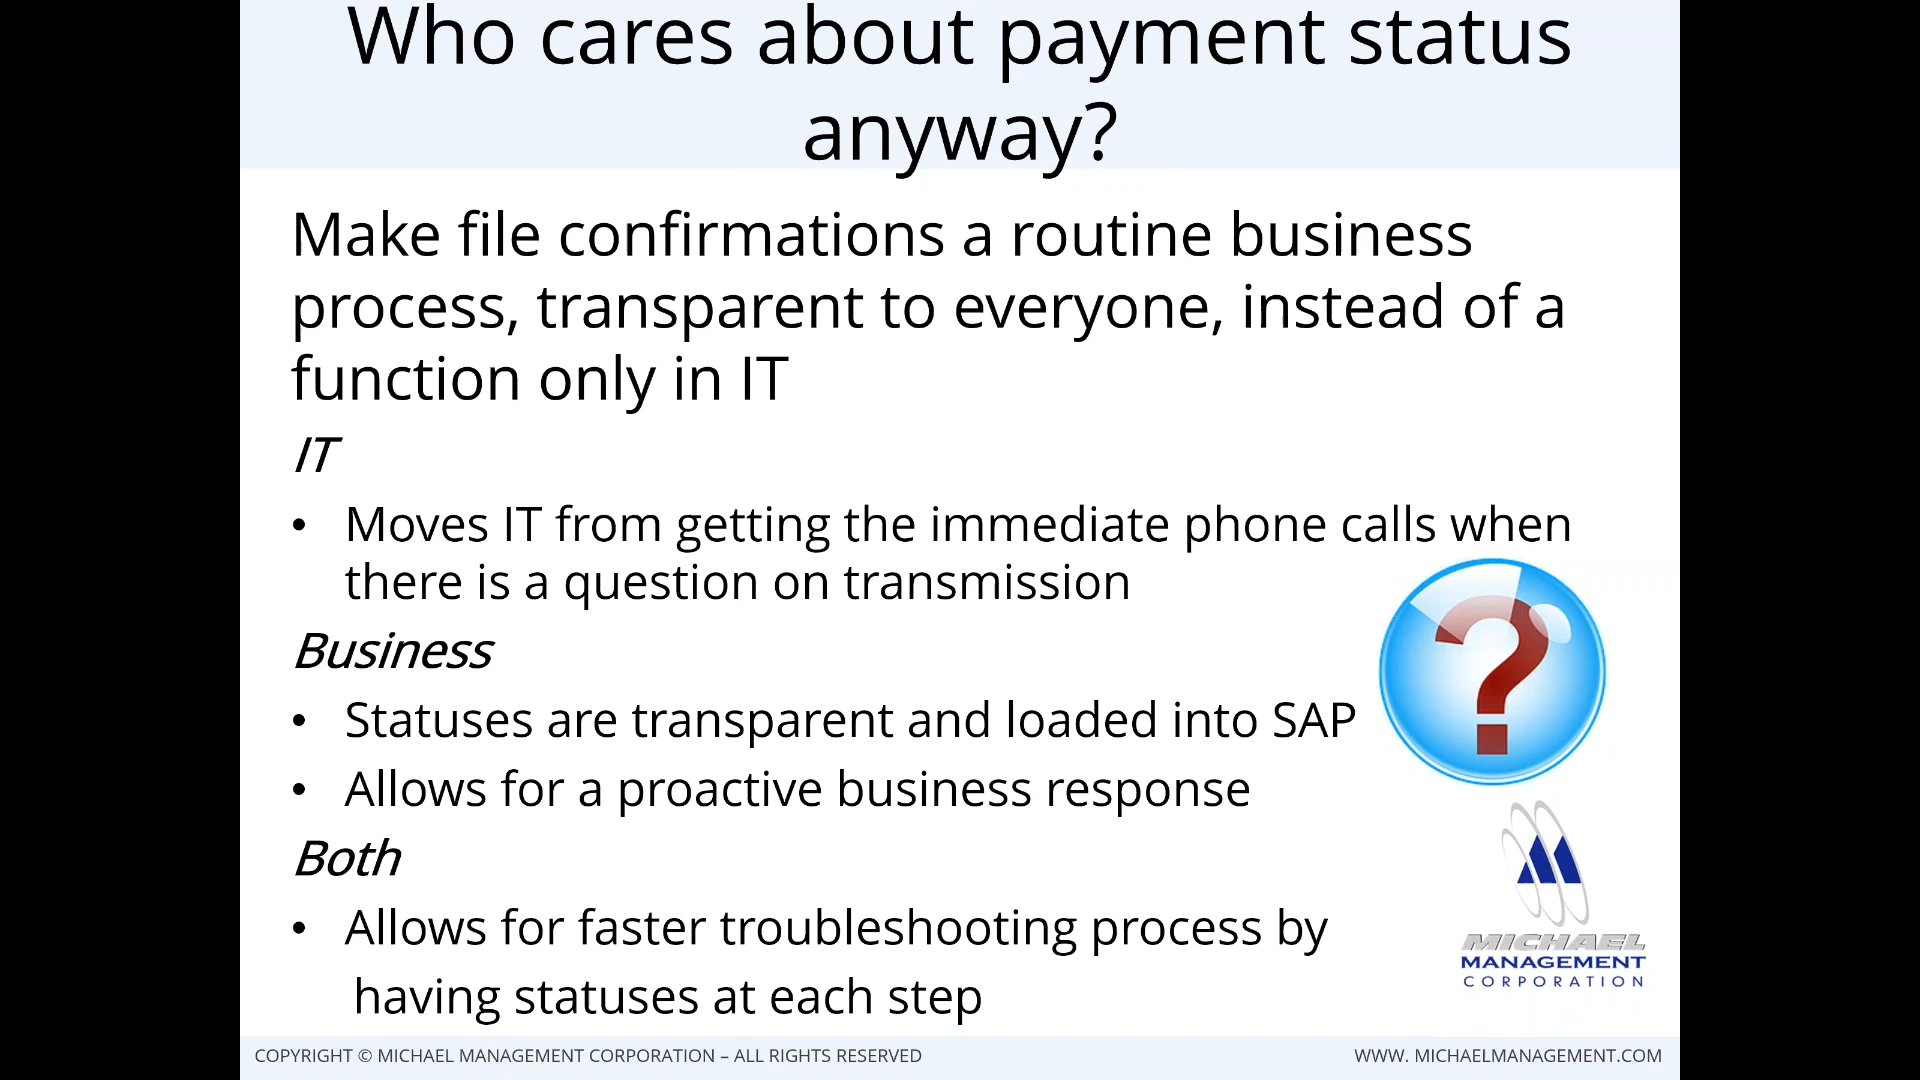 Who cares about payment status
anyway?
Make file confirmations a routine business
process, transparent to everyone, instead of a
function only in IT
IT
• Moves IT from getting the immediate phone calls when
there is a question on transmission
Business
• Statuses are transparent and loaded into SAP
• Allows for a proactive business response
Both
• Allows for faster troubleshooting process by
having statuses at each step
MICHAEL
MANAGEMENT
CORPORATION
COPYRIGHT © MICHAEL MANAGEMENT CORPORATION – ALL RIGHTS RESERVED
WWW. MICHAELMANAGEMENT.COM